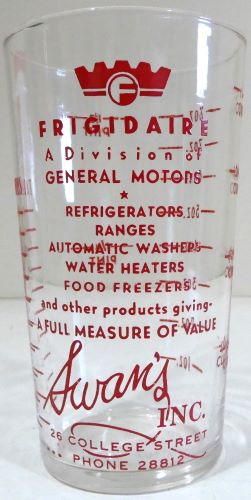 F
FRIGIDAIRE
A Division of
GENERAL MOTORS
★
REFRIGERATORS
RANGES
AUTOMATIC WASHERS
WATER HEATERS
FOOD FREEZERS
and other products giving-
A FULL MEASURE OF VALUE
Swan's
INC.
26 COLLEGE STREET
PHONE 28812